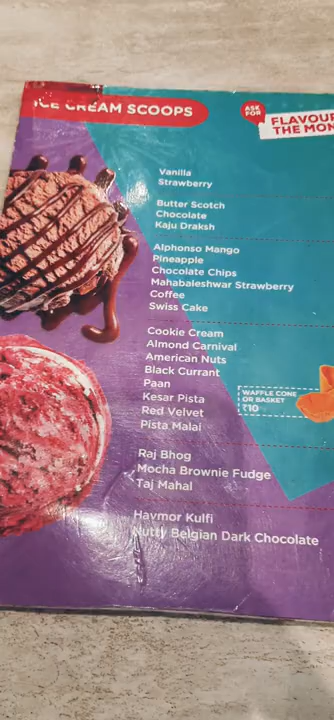 ICE CREAM SCOOPS
ASK
FOR
FLAVOUR
THE MON
Vanilla
Strawberry
Butter Scotch
Chocolate
Kaju Draksh
Alphonso Mango
Pineapple
Chocolate Chips
Mahabaleshwar Strawberry
Coffee
Swiss Cake
Cookie Cream
Almond Carnival
American Nuts
Black Currant
Paan
Kesar Pista
Red Velvet
Pista Malai
WAFFLE CONE
OR BASKET
₹10
Raj Bhog
Mocha Brownie Fudge
Taj Mahal
Havmor Kulfi
Nutty Belgian Dark Chocolate